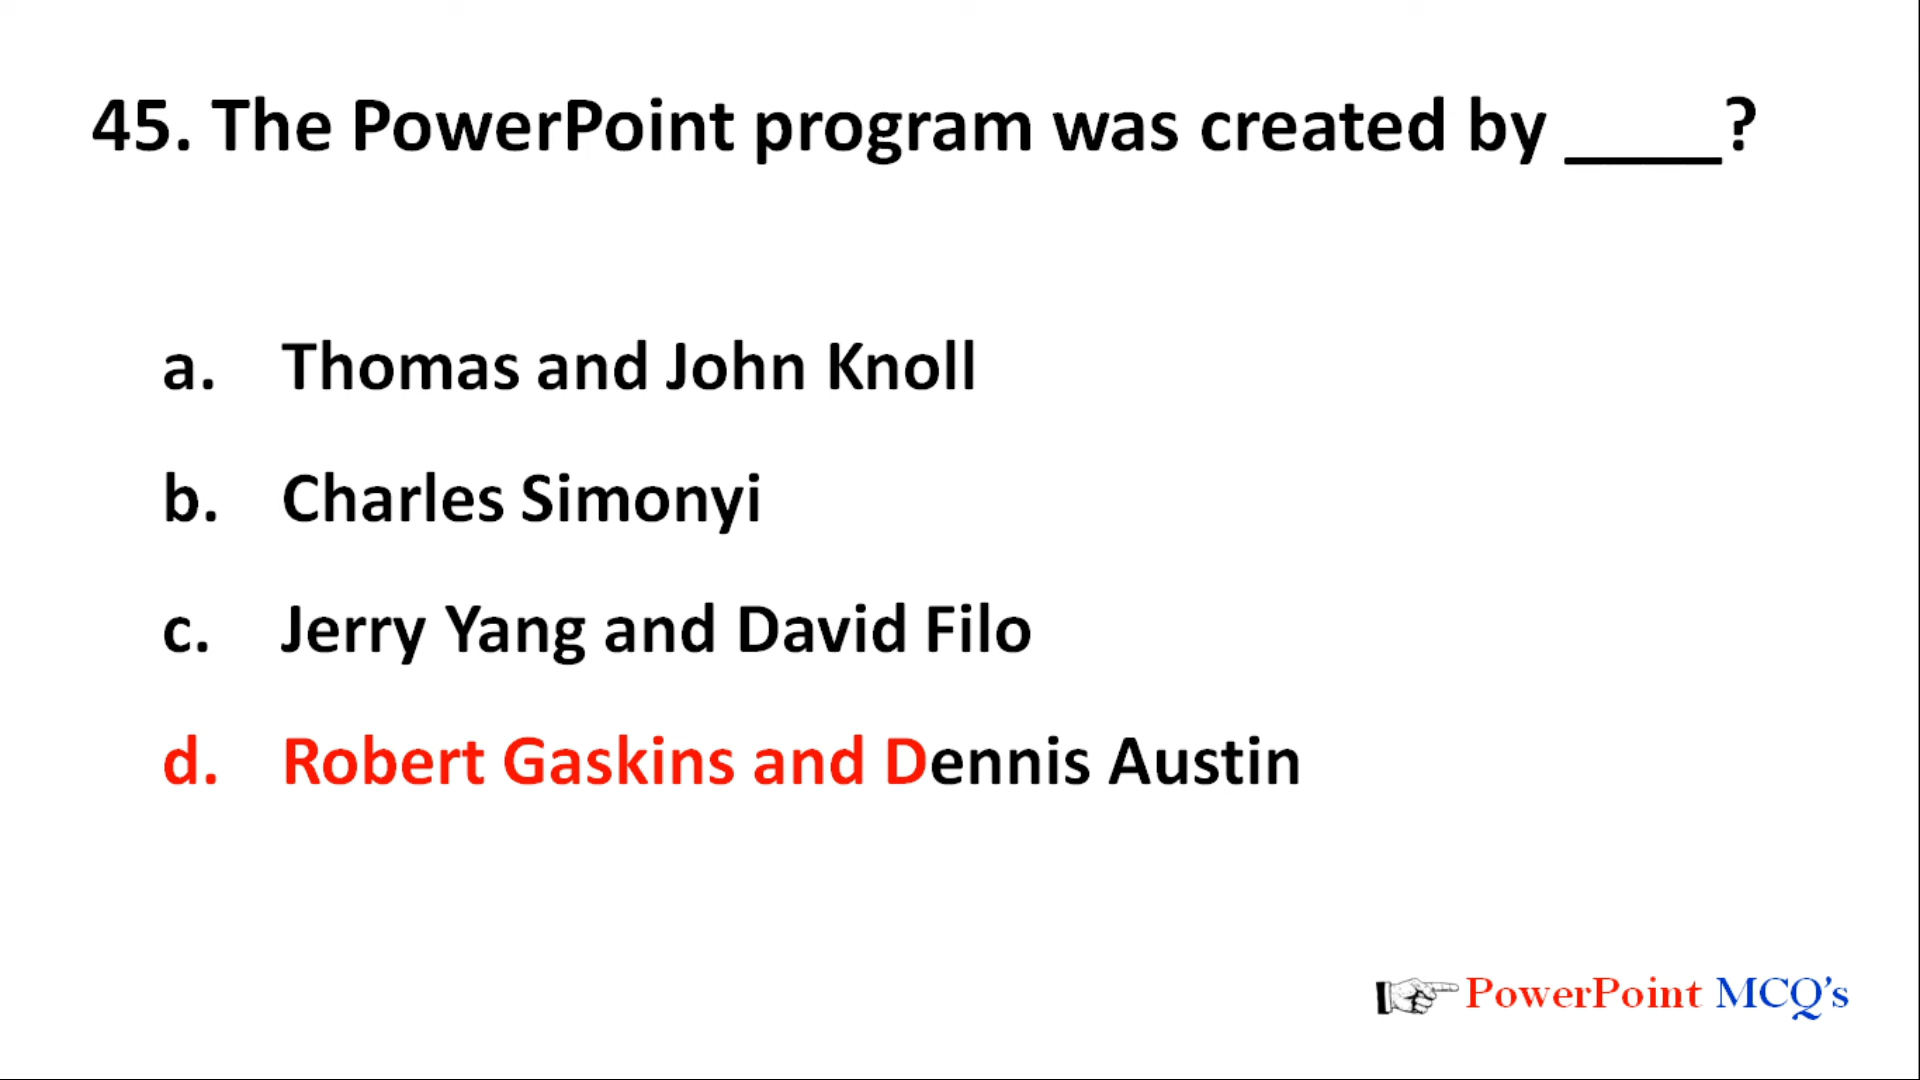 45. The PowerPoint program was created by ____?
a. Thomas and John Knoll
b. Charles Simonyi
c. Jerry Yang and David Filo
d. Robert Gaskins and Dennis Austin
PowerPoint MCQ's